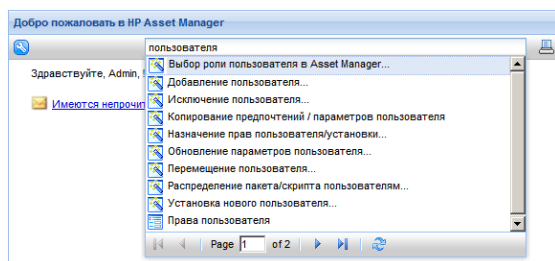 Добро пожаловать в HP Asset Manager
пользователя
Здравствуйте, Admin,
Выбор роли пользователя в Asset Manager...
Добавление пользователя...
Исключение пользователя...
Имеются непрочит
Копирование предпочтений / параметров пользователя
Назначение прав пользователя/установки...
Обновление параметров пользователя...
Перемещение пользователя...
Распределение пакета/скрипта пользователям...
Установка нового пользователя...
Права пользователя
Page 1 of 2